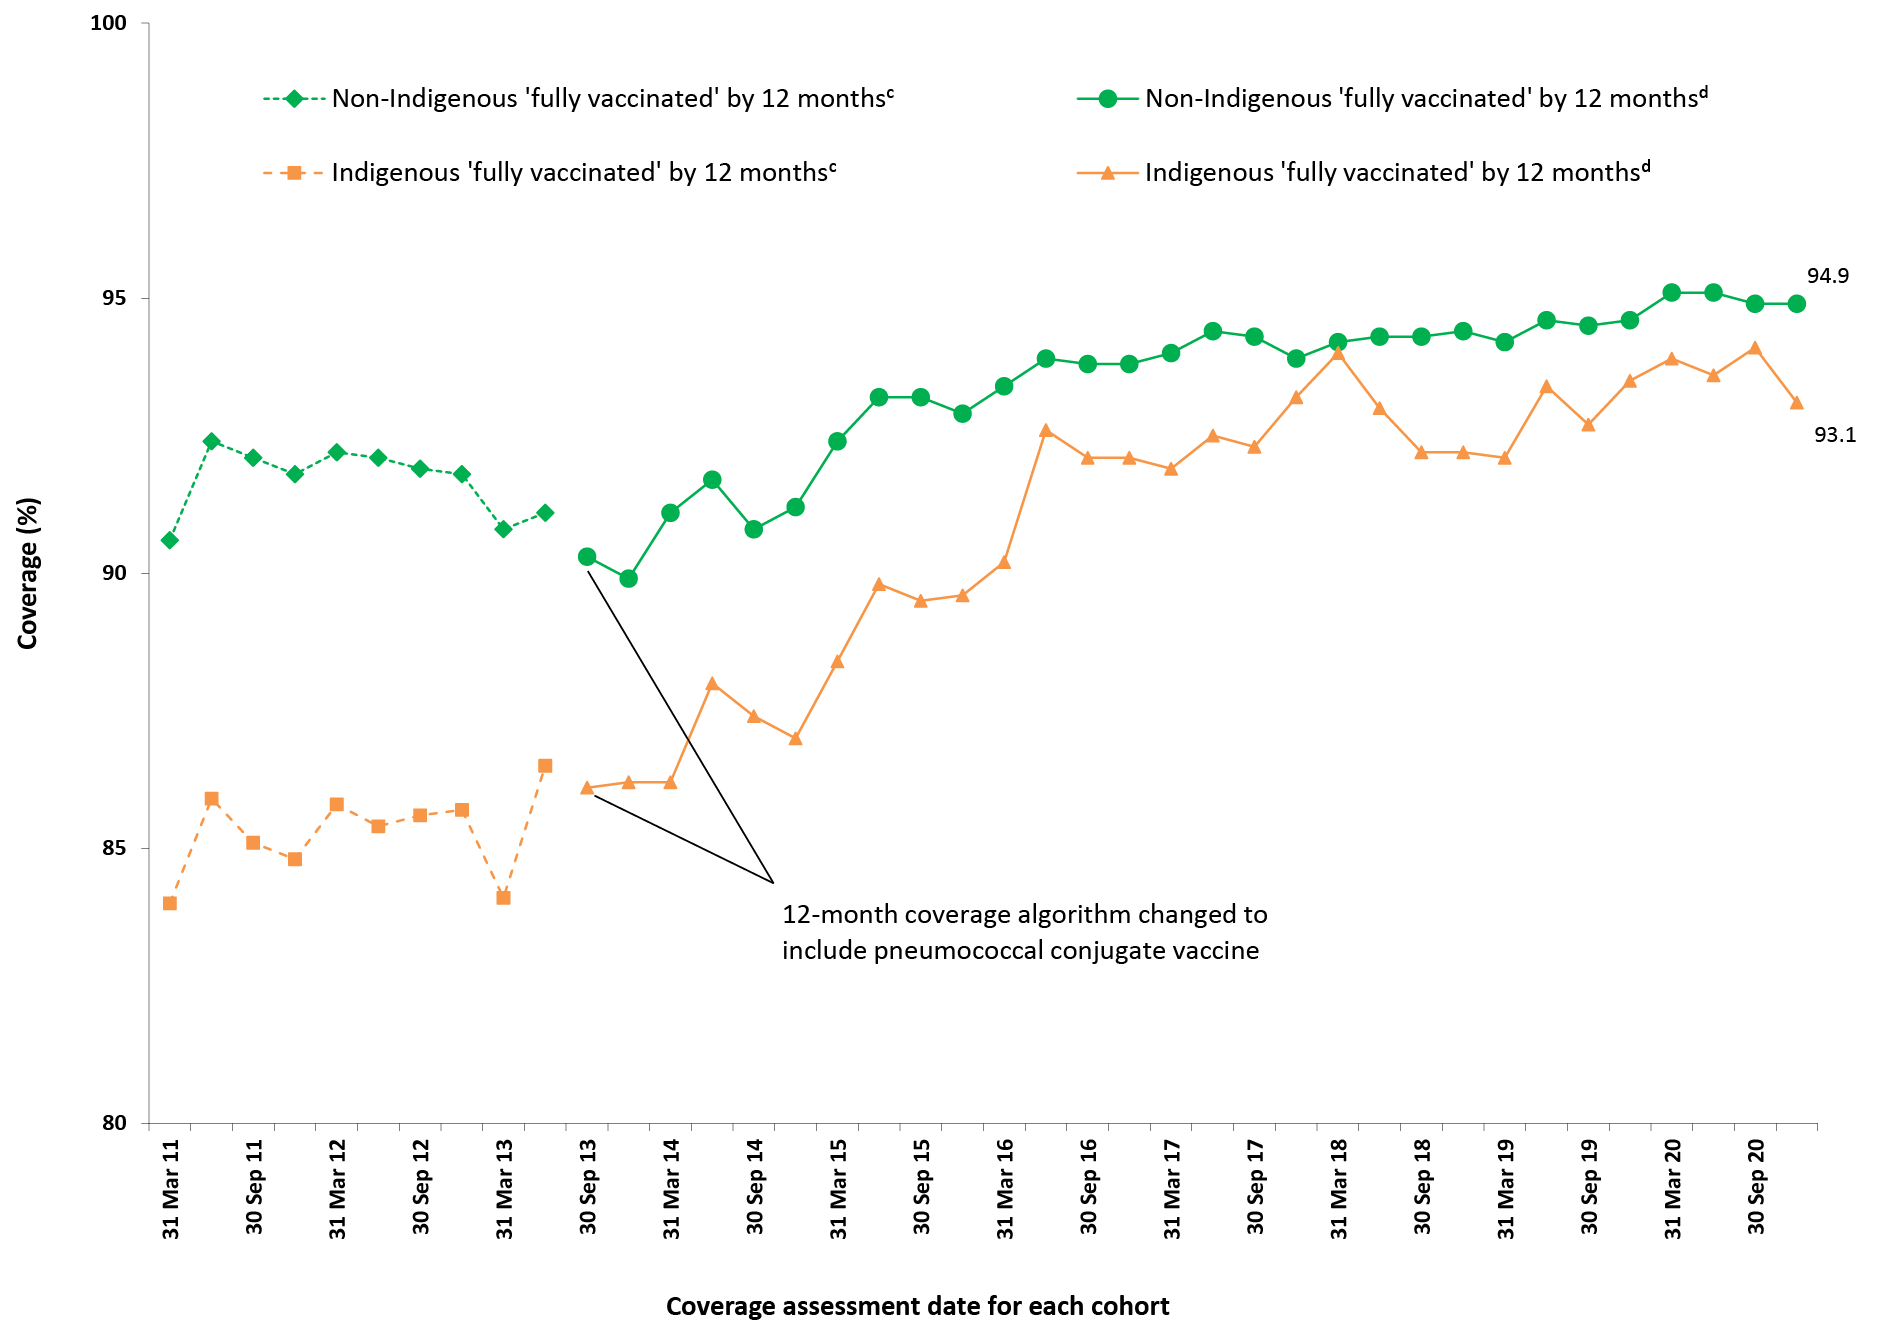 100
Non-Indigenous 'fully vaccinated' by 12 monthsᶜ
Non-Indigenous 'fully vaccinated' by 12 monthsᵈ
Indigenous 'fully vaccinated' by 12 monthsᶜ
Indigenous 'fully vaccinated' by 12 monthsᵈ
94.9
95
93.1
Coverage (%)
90
85
12-month coverage algorithm changed to
include pneumococcal conjugate vaccine
80
31 Mar 11
30 Sep 11
31 Mar 12
30 Sep 12
31 Mar 13
30 Sep 13
31 Mar 14
30 Sep 14
31 Mar 15
30 Sep 15
31 Mar 16
30 Sep 16
31 Mar 17
30 Sep 17
31 Mar 18
30 Sep 18
31 Mar 19
30 Sep 19
31 Mar 20
30 Sep 20
Coverage assessment date for each cohort